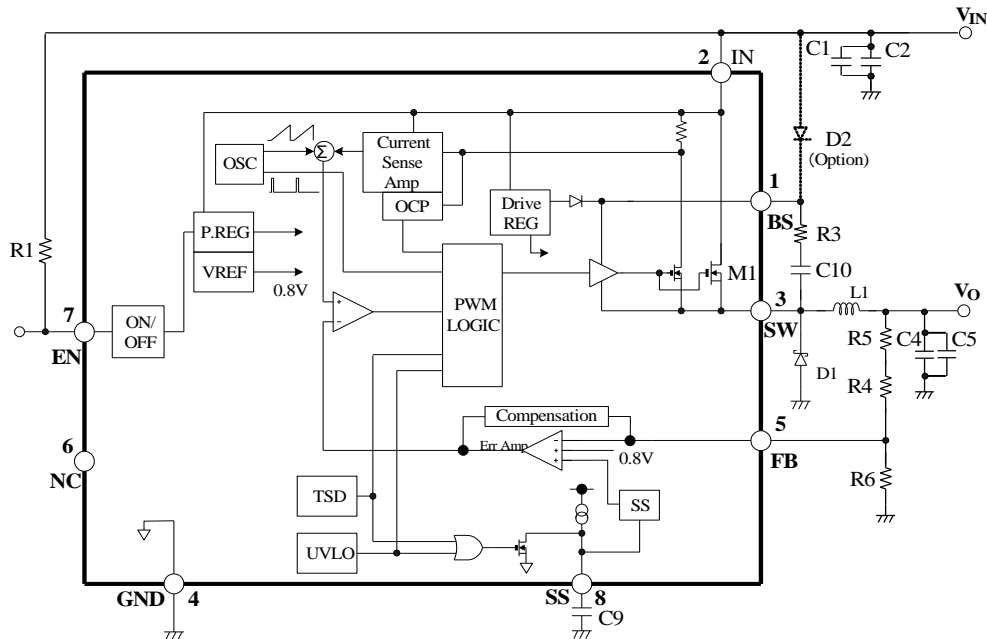 VIN
C1
C2
2
IN
D2
(Option)
OSC
Σ
Current
Sense
Amp
OCP
Drive
REG
1
BS
R3
R1
P.REG
VREF
0.8V
M1
C10
L1
VO
7
EN
ON/
OFF
+
−
PWM
LOGIC
3
SW
R5
C4
C5
D1
R4
Compensation
5
FB
6
NC
Err Amp
−
+
+
0.8V
R6
TSD
SS
UVLO
GND
4
SS
8
C9